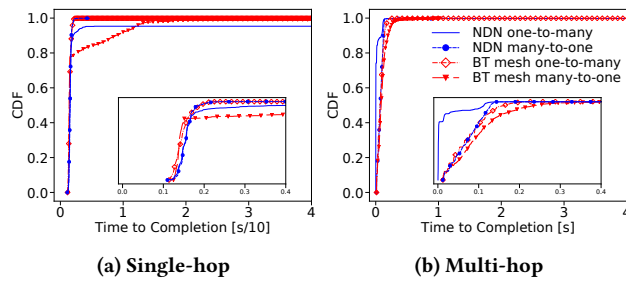 CDF
1.0
0.8
0.6
0.4
0.2
0.0
0.0 0.1 0.2 0.3 0.4
0 1 2 3 4
Time to Completion [s/10]
(a) Single-hop
CDF
1.0
0.8
0.6
0.4
0.2
0.0
NDN one-to-many
NDN many-to-one
BT mesh one-to-many
BT mesh many-to-one
0.0 0.1 0.2 0.3 0.4
0 1 2 3 4
Time to Completion [s]
(b) Multi-hop